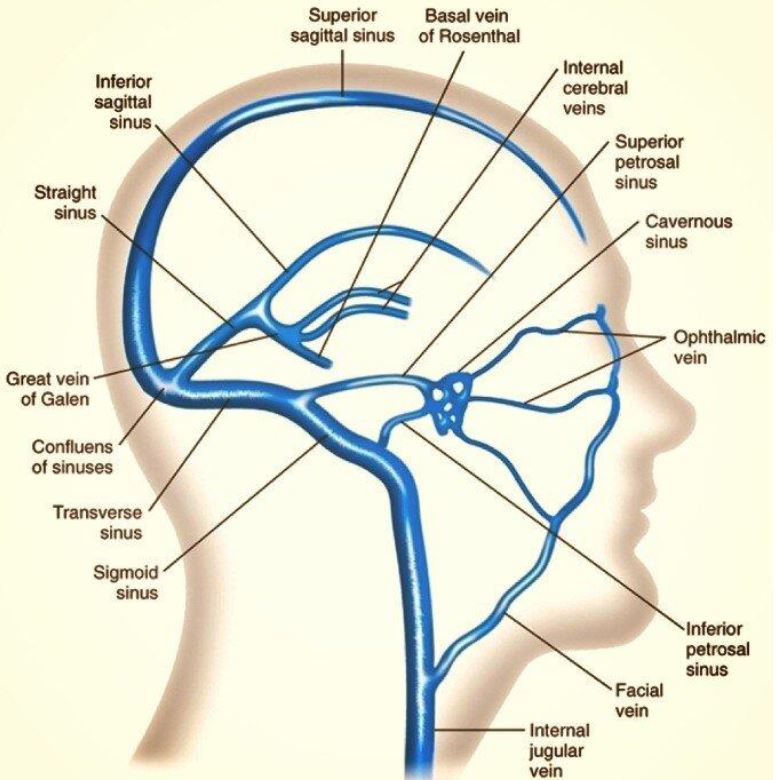 Superior
sagittal sinus
Basal vein
of Rosenthal
Inferior
sagittal
sinus
Internal
cerebral
veins
Superior
petrosal
sinus
Straight
sinus
Cavernous
sinus
Ophthalmic
vein
Great vein
of Galen
Confluens
of sinuses
Transverse
sinus
Sigmoid
sinus
Inferior
petrosal
sinus
Facial
vein
Internal
jugular
vein